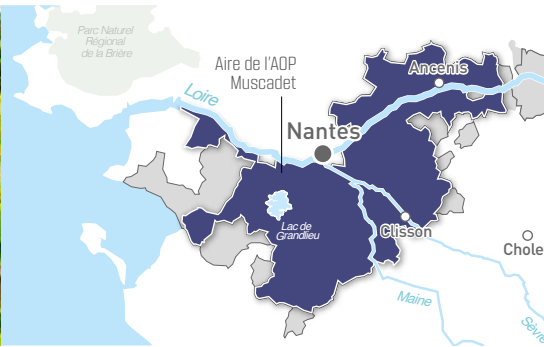 Parc Naturel
Régional
de la Brière
Aire de l'AOP
Muscadet
Ancenis
Loire
Nantes
Lac de
Grandlieu
Clisson
Chole
Maine
Sèvr